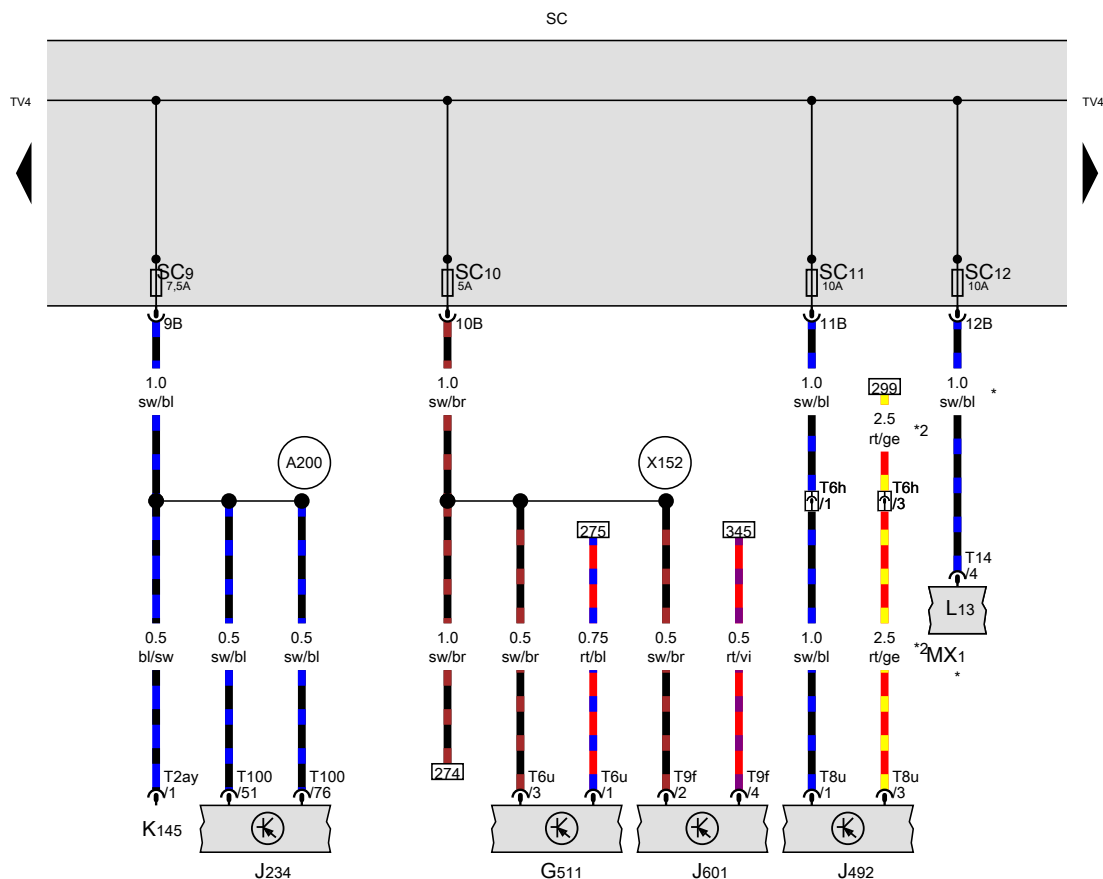 SC
TV4 TV4
SC9 SC10 SC11 SC12
7,5A 5A 10A 10A
9B 10B 11B 12B
299
1.0 1.0 1.0 1.0
sw/bl sw/br sw/bl sw/bl *
2.5
rt/ge *2
A200 X152
T6h T6h
/1 /3
275 345
T14
/4
L13
0.5 0.5 0.5 1.0 0.5 0.75 0.5 0.5 1.0 2.5
bl/sw sw/bl sw/bl sw/br sw/br rt/bl sw/br rt/vi sw/bl rt/ge *2 MX1
*
274
T2ay T100 T100 T6u T6u T9f T9f T8u T8u
/1 /51 /76 /3 /1 /2 /4 /1 /3
K145
J234 G511 J601 J492